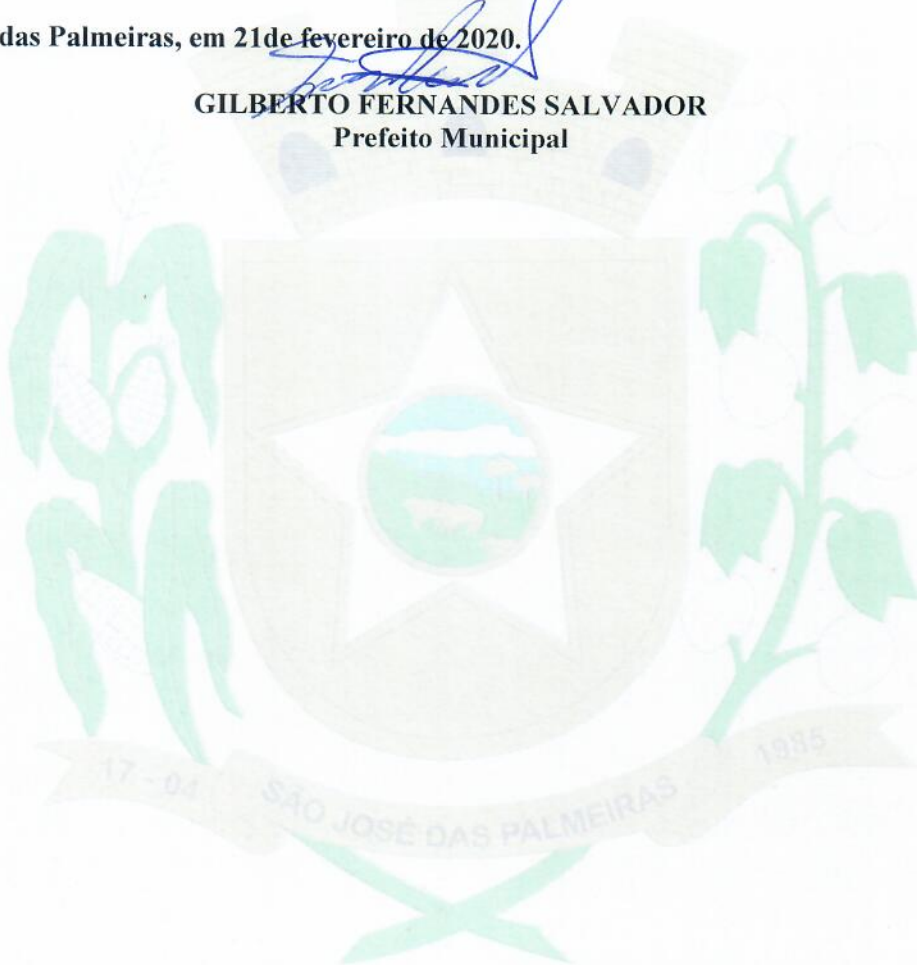 das Palmeiras, em 21de fevereiro de 2020.
GILBERTO FERNANDES SALVADOR
Prefeito Municipal
17 - 04 SÃO JOSÉ DAS PALMEIRAS 1985